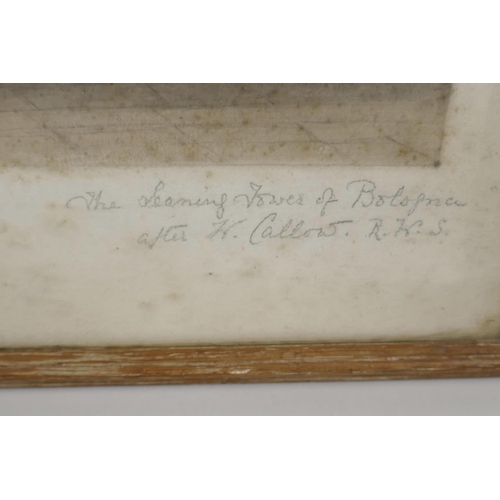 The Leaning Tower of Bologna
after W. Callow. R.W.S.